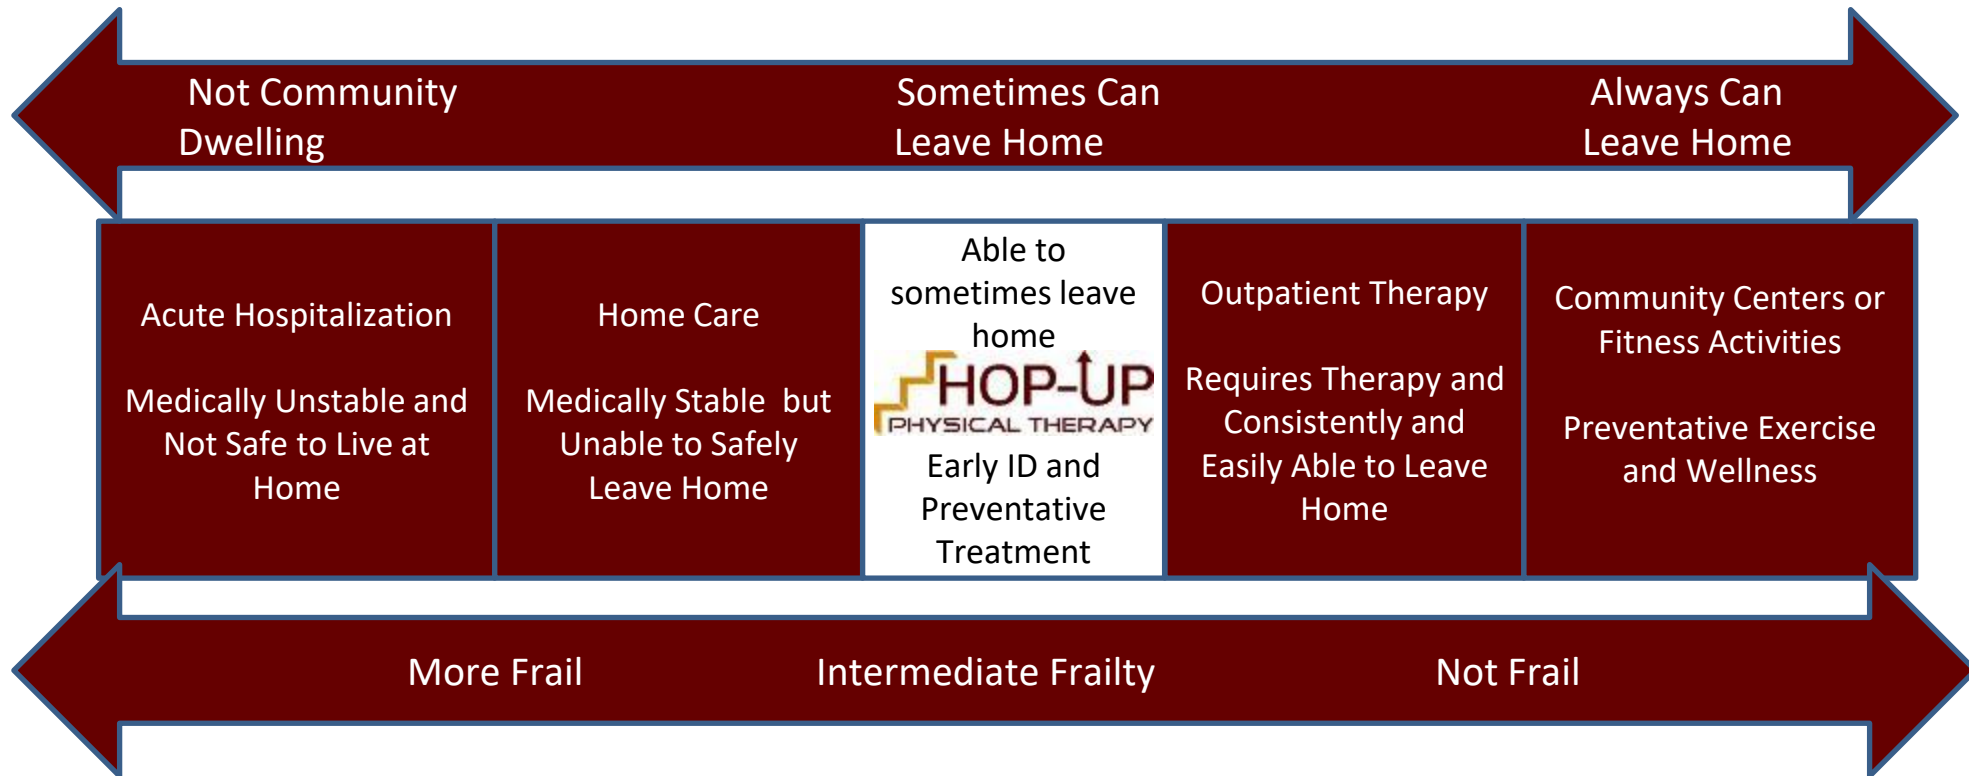 Not Community
Dwelling
Sometimes Can
Leave Home
Always Can
Leave Home
Acute Hospitalization
Medically Unstable and
Not Safe to Live at
Home
Home Care
Medically Stable but
Unable to Safely
Leave Home
Able to
sometimes leave
home
HOP-UP
PHYSICAL THERAPY
Early ID and
Preventative
Treatment
Outpatient Therapy
Requires Therapy and
Consistently and
Easily Able to Leave
Home
Community Centers or
Fitness Activities
Preventative Exercise
and Wellness
More Frail
Intermediate Frailty
Not Frail